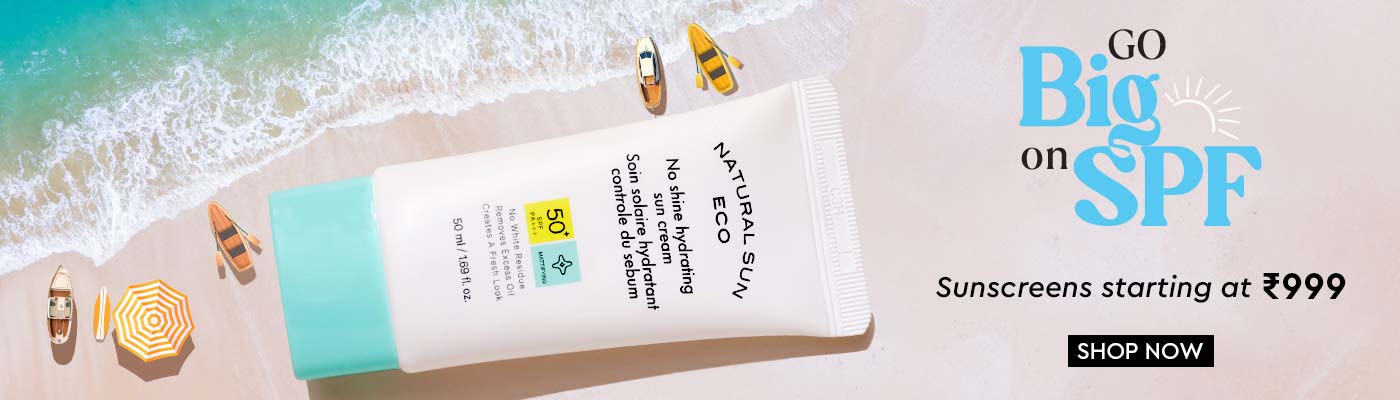 NATURAL SUN
ECO
No shine hydrating
sun cream
Soin solaire hydratant
controle du sebum
50+
SPF
PA+++
MATTIFYING
No White Residue
Removes Excess Oil
Creates A Fresh Look
50 ml / 1.69 fl. oz.
GO
Big
on SPF
Sunscreens starting at ₹999
SHOP NOW